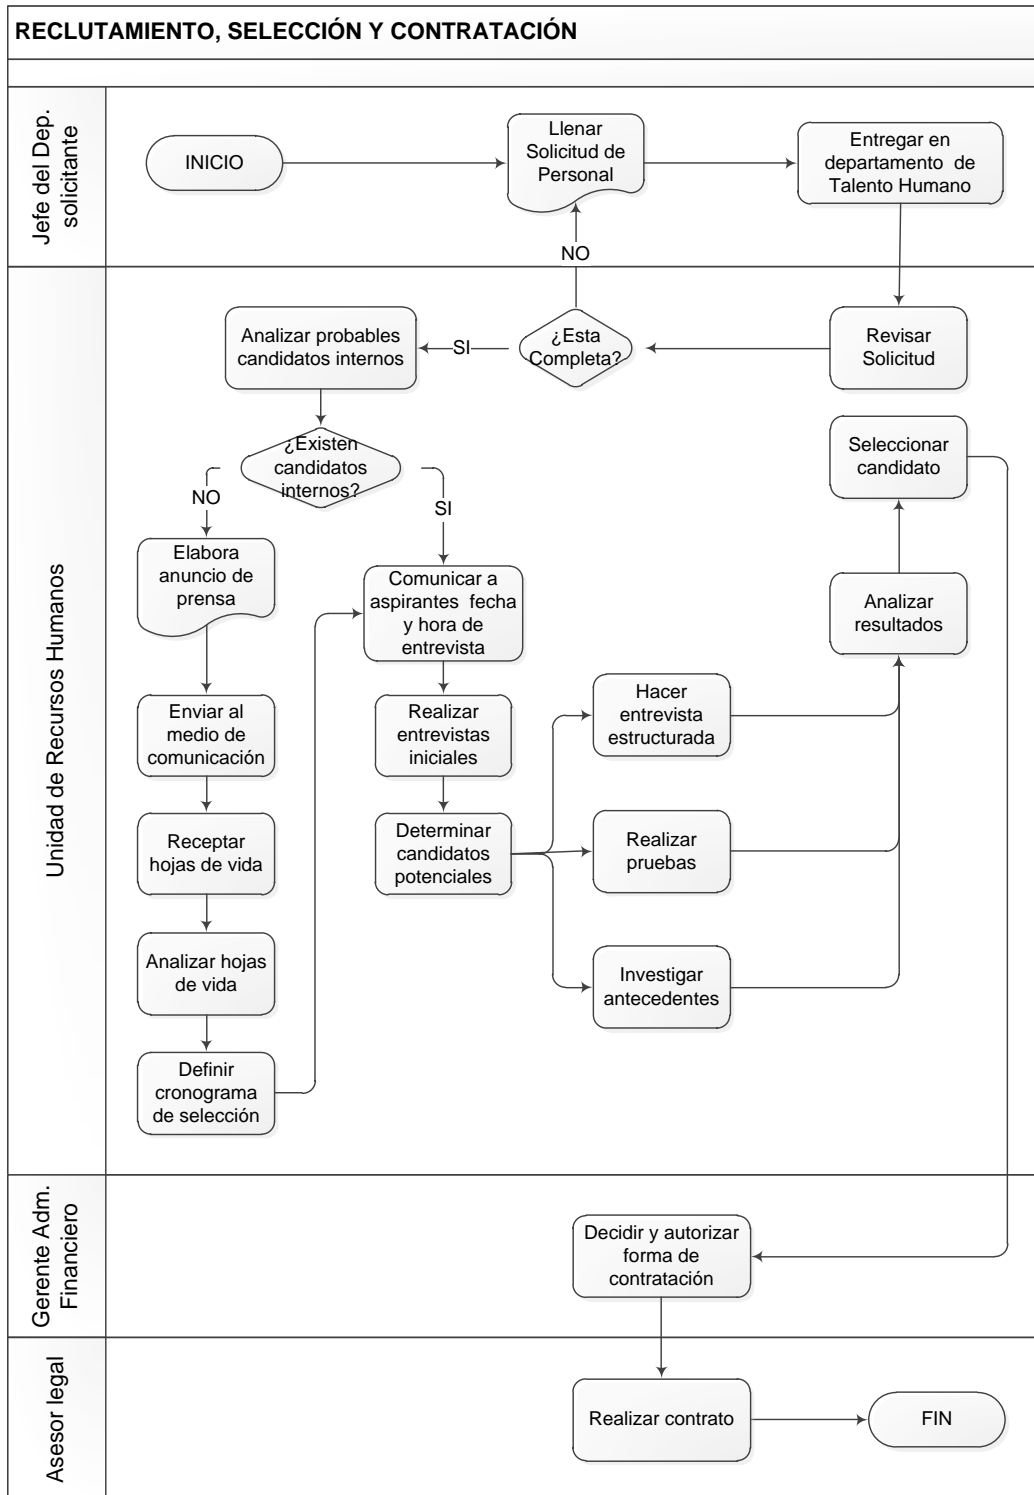 RECLUTAMIENTO, SELECCIÓN Y CONTRATACIÓN
Jefe del Dep.
solicitante
INICIO
Llenar
Solicitud de
Personal
Entregar en
departamento de
Talento Humano
NO
Unidad de Recursos Humanos
Analizar probables
candidatos internos
SI
¿Esta
Completa?
Revisar
Solicitud
¿Existen
candidatos
internos?
NO
SI
Seleccionar
candidato
Elabora
anuncio de
prensa
Comunicar a
aspirantes fecha
y hora de
entrevista
Analizar
resultados
Enviar al
medio de
comunicación
Realizar
entrevistas
iniciales
Hacer
entrevista
estructurada
Receptar
hojas de vida
Determinar
candidatos
potenciales
Realizar
pruebas
Analizar hojas
de vida
Investigar
antecedentes
Definir
cronograma
de selección
Gerente Adm.
Financiero
Decidir y autorizar
forma de
contratación
Asesor legal
Realizar contrato
FIN